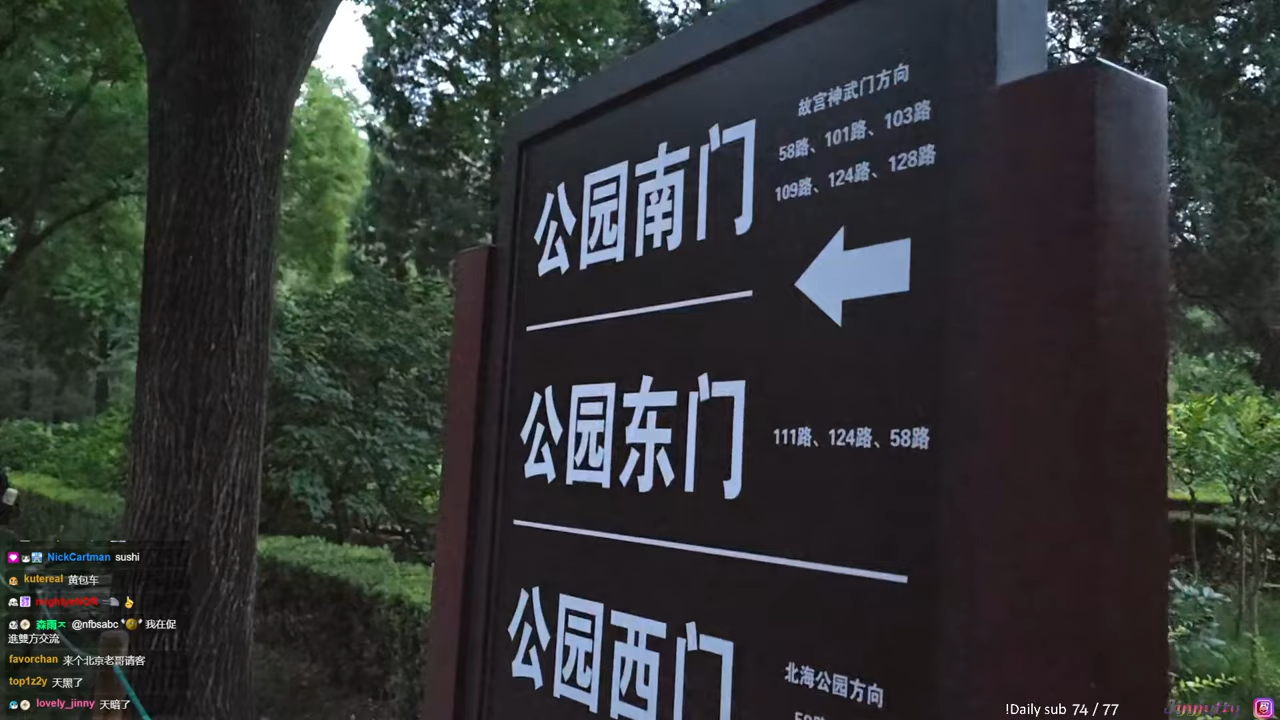 故宫神武门方向
58路、101路、103路
109路、124路、128路
公园南门
公园东门
111路、124路、58路
公园西门
北海公园方向
NickCartman sushi
kutereal 黄包车
森雨ㅈ @nfbsabc 我在促
進雙方交流
favorchan 来个北京老哥请客
top1z2y 天黑了
lovely_jinny 天暗了
!Daily sub 74 / 77